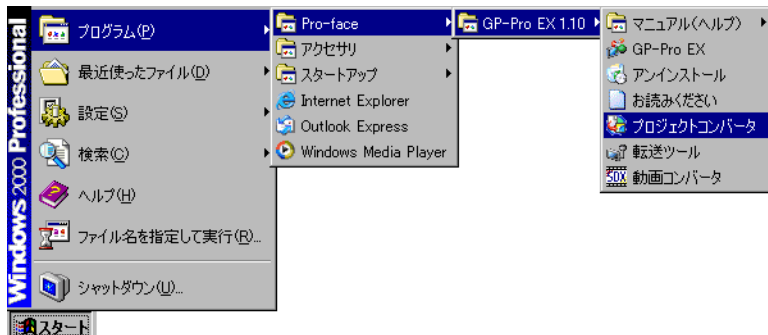 Windows 2000 Professional
プログラム(P)
最近使ったファイル(D)
設定(S)
検索(C)
ヘルプ(H)
ファイル名を指定して実行(R)...
シャットダウン(U)...
スタート
Pro-face
アクセサリ
スタートアップ
Internet Explorer
Outlook Express
Windows Media Player
GP-Pro EX 1.10
マニュアル(ヘルプ)
GP-Pro EX
アンインストール
お読みください
プロジェクトコンバータ
転送ツール
SDX 動画コンバータ